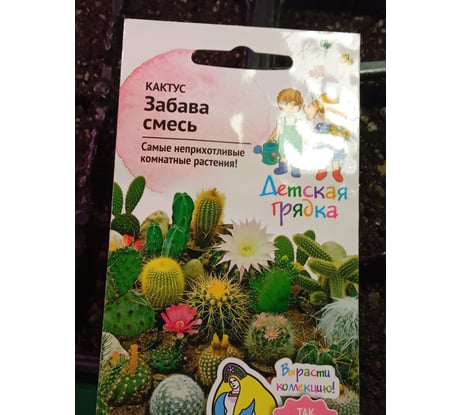 КАКТУС
Забава
смесь
Самые неприхотливые
комнатные растения!
Детская
грядка
Вырасти
коллекцию!
ТАК